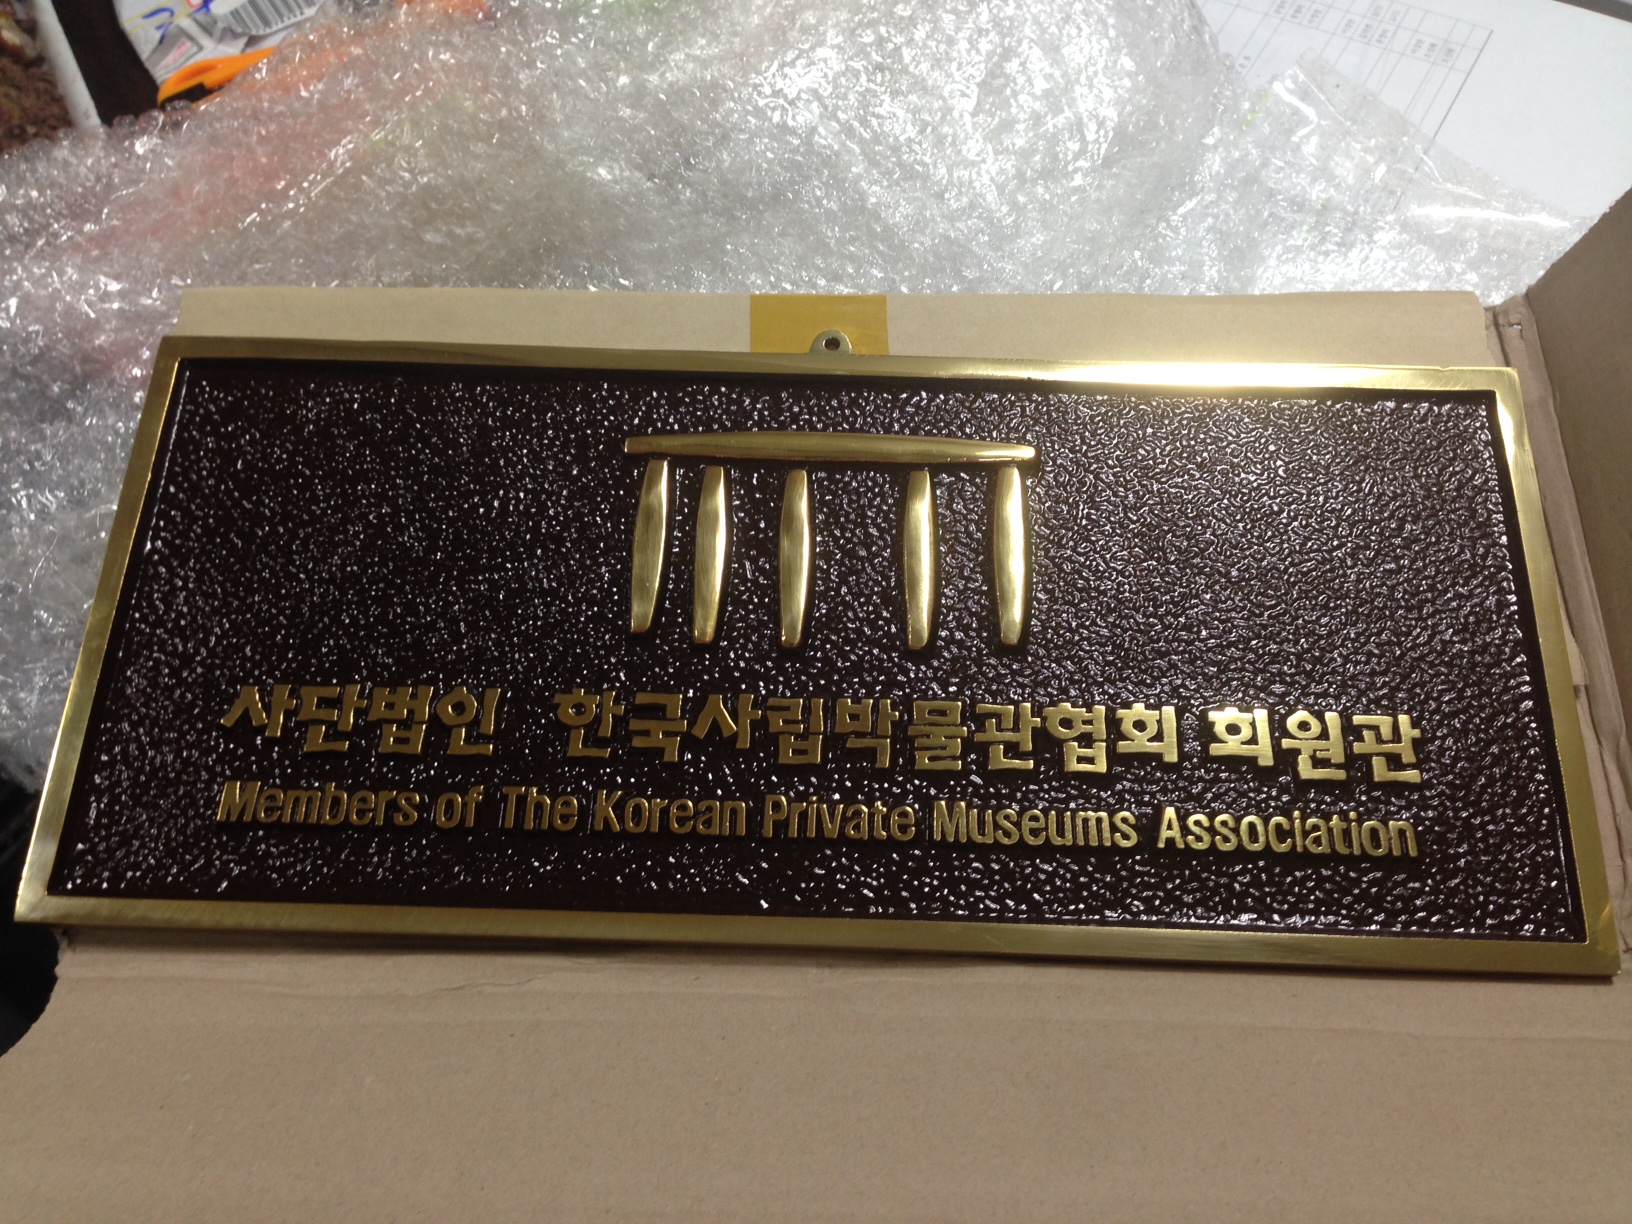 사단법인 한국사립박물관협회 회원관
Members of The Korean Private Museums Association